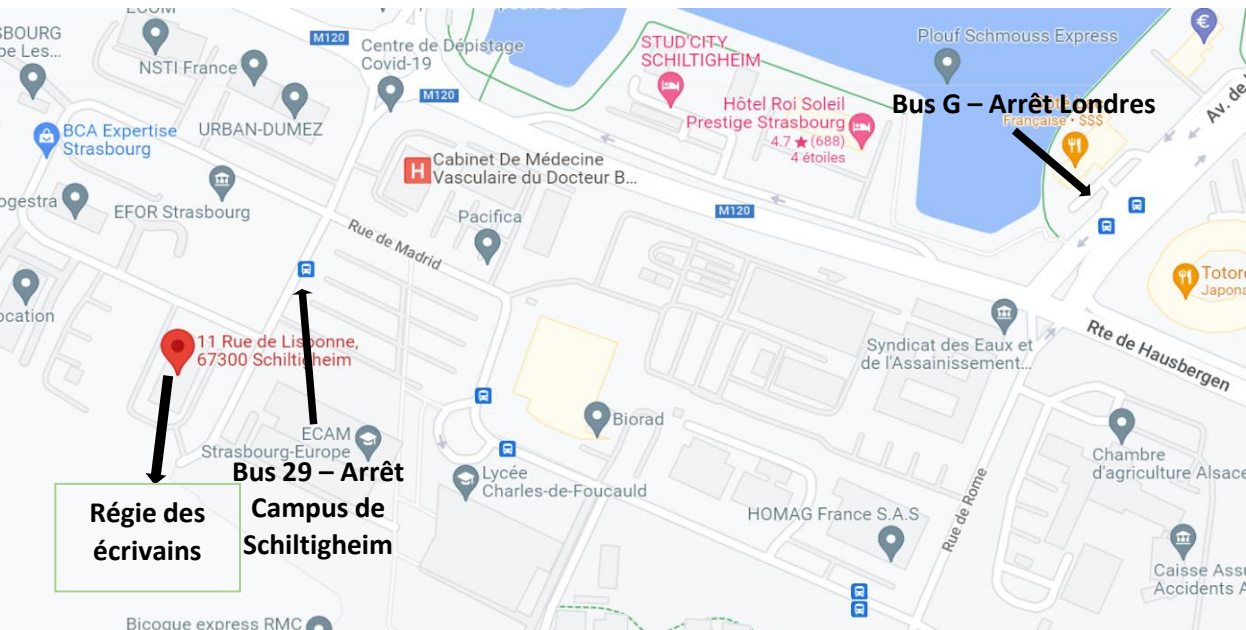 SBOURG
NSTI France
M120
Centre de Dépistage
Covid-19
M120
STUD'CITY
SCHILTIGHEIM
Plouf Schmouss Express
€
Hôtel Roi Soleil
Prestige Strasbourg
4.7 ★ (688)
4 étoiles
Bus G – Arrêt Londres
Française • $$$
Av. de
BCA Expertise
Strasbourg
URBAN-DUMEZ
H
Cabinet De Médecine
Vasculaire du Docteur B...
ogestra
EFOR Strasbourg
Pacifica
M120
Rue de Madrid
Totoro
Japona
ocation
11 Rue de Lisbonne,
67300 Schiltigheim
Syndicat des Eaux et
de l'Assainissement...
Rte de Hausbergen
Biorad
ECAM
Strasbourg-Europe
Chambre
d'agriculture Alsace
Bus 29 – Arrêt
Campus de
Schiltigheim
Lycée
Charles-de-Foucauld
Régie des
écrivains
HOMAG France S.A.S
Rue de Rome
Caisse Assu
Accidents A
Bicoque express RMC